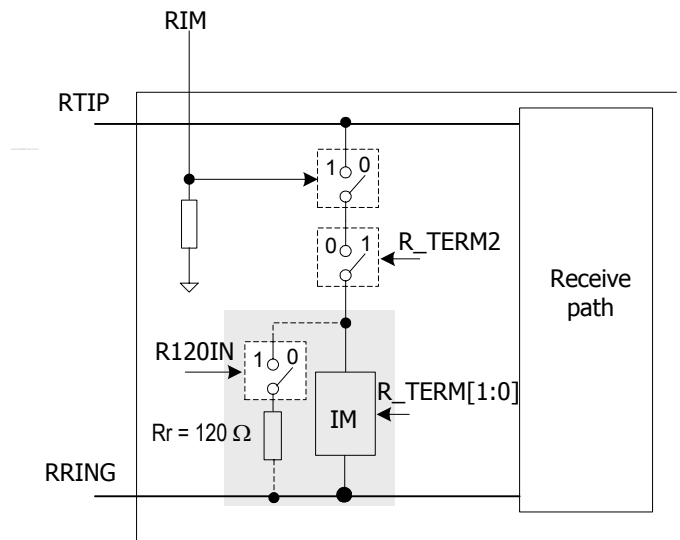 RIM
RTIP
1 0
0 1
R_TERM2
Receive
path
R120IN
1 0
R_TERM[1:0]
IM
Rr = 120 Ω
RRING